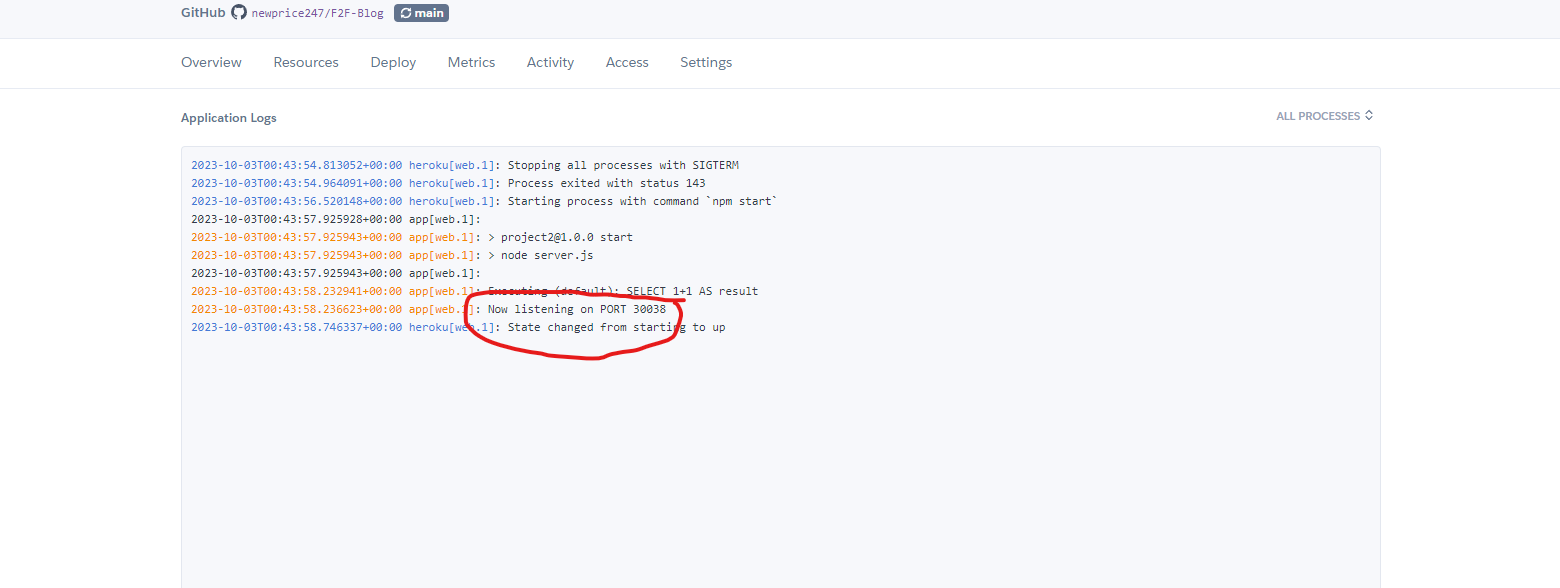 GitHub newprice247/F2F-Blog main
Overview Resources Deploy Metrics Activity Access Settings
Application Logs ALL PROCESSES
2023-10-03T00:43:54.813052+00:00 heroku[web.1]: Stopping all processes with SIGTERM
2023-10-03T00:43:54.964091+00:00 heroku[web.1]: Process exited with status 143
2023-10-03T00:43:56.520148+00:00 heroku[web.1]: Starting process with command `npm start`
2023-10-03T00:43:57.925928+00:00 app[web.1]:
2023-10-03T00:43:57.925943+00:00 app[web.1]: > project2@1.0.0 start
2023-10-03T00:43:57.925943+00:00 app[web.1]: > node server.js
2023-10-03T00:43:57.925943+00:00 app[web.1]:
2023-10-03T00:43:58.232941+00:00 app[web.1]: Executing (default): SELECT 1+1 AS result
2023-10-03T00:43:58.236623+00:00 app[web.1]: Now listening on PORT 30038
2023-10-03T00:43:58.746337+00:00 heroku[web.1]: State changed from starting to up